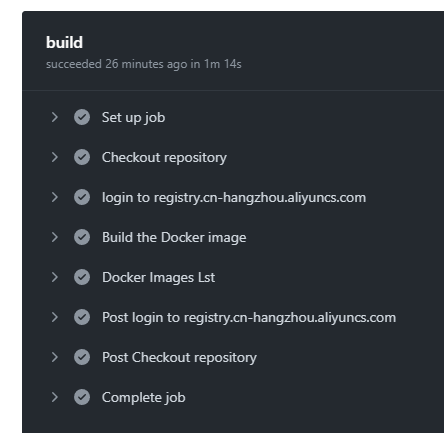 build
succeeded 26 minutes ago in 1m 14s
Set up job
Checkout repository
login to registry.cn-hangzhou.aliyuncs.com
Build the Docker image
Docker Images Lst
Post login to registry.cn-hangzhou.aliyuncs.com
Post Checkout repository
Complete job